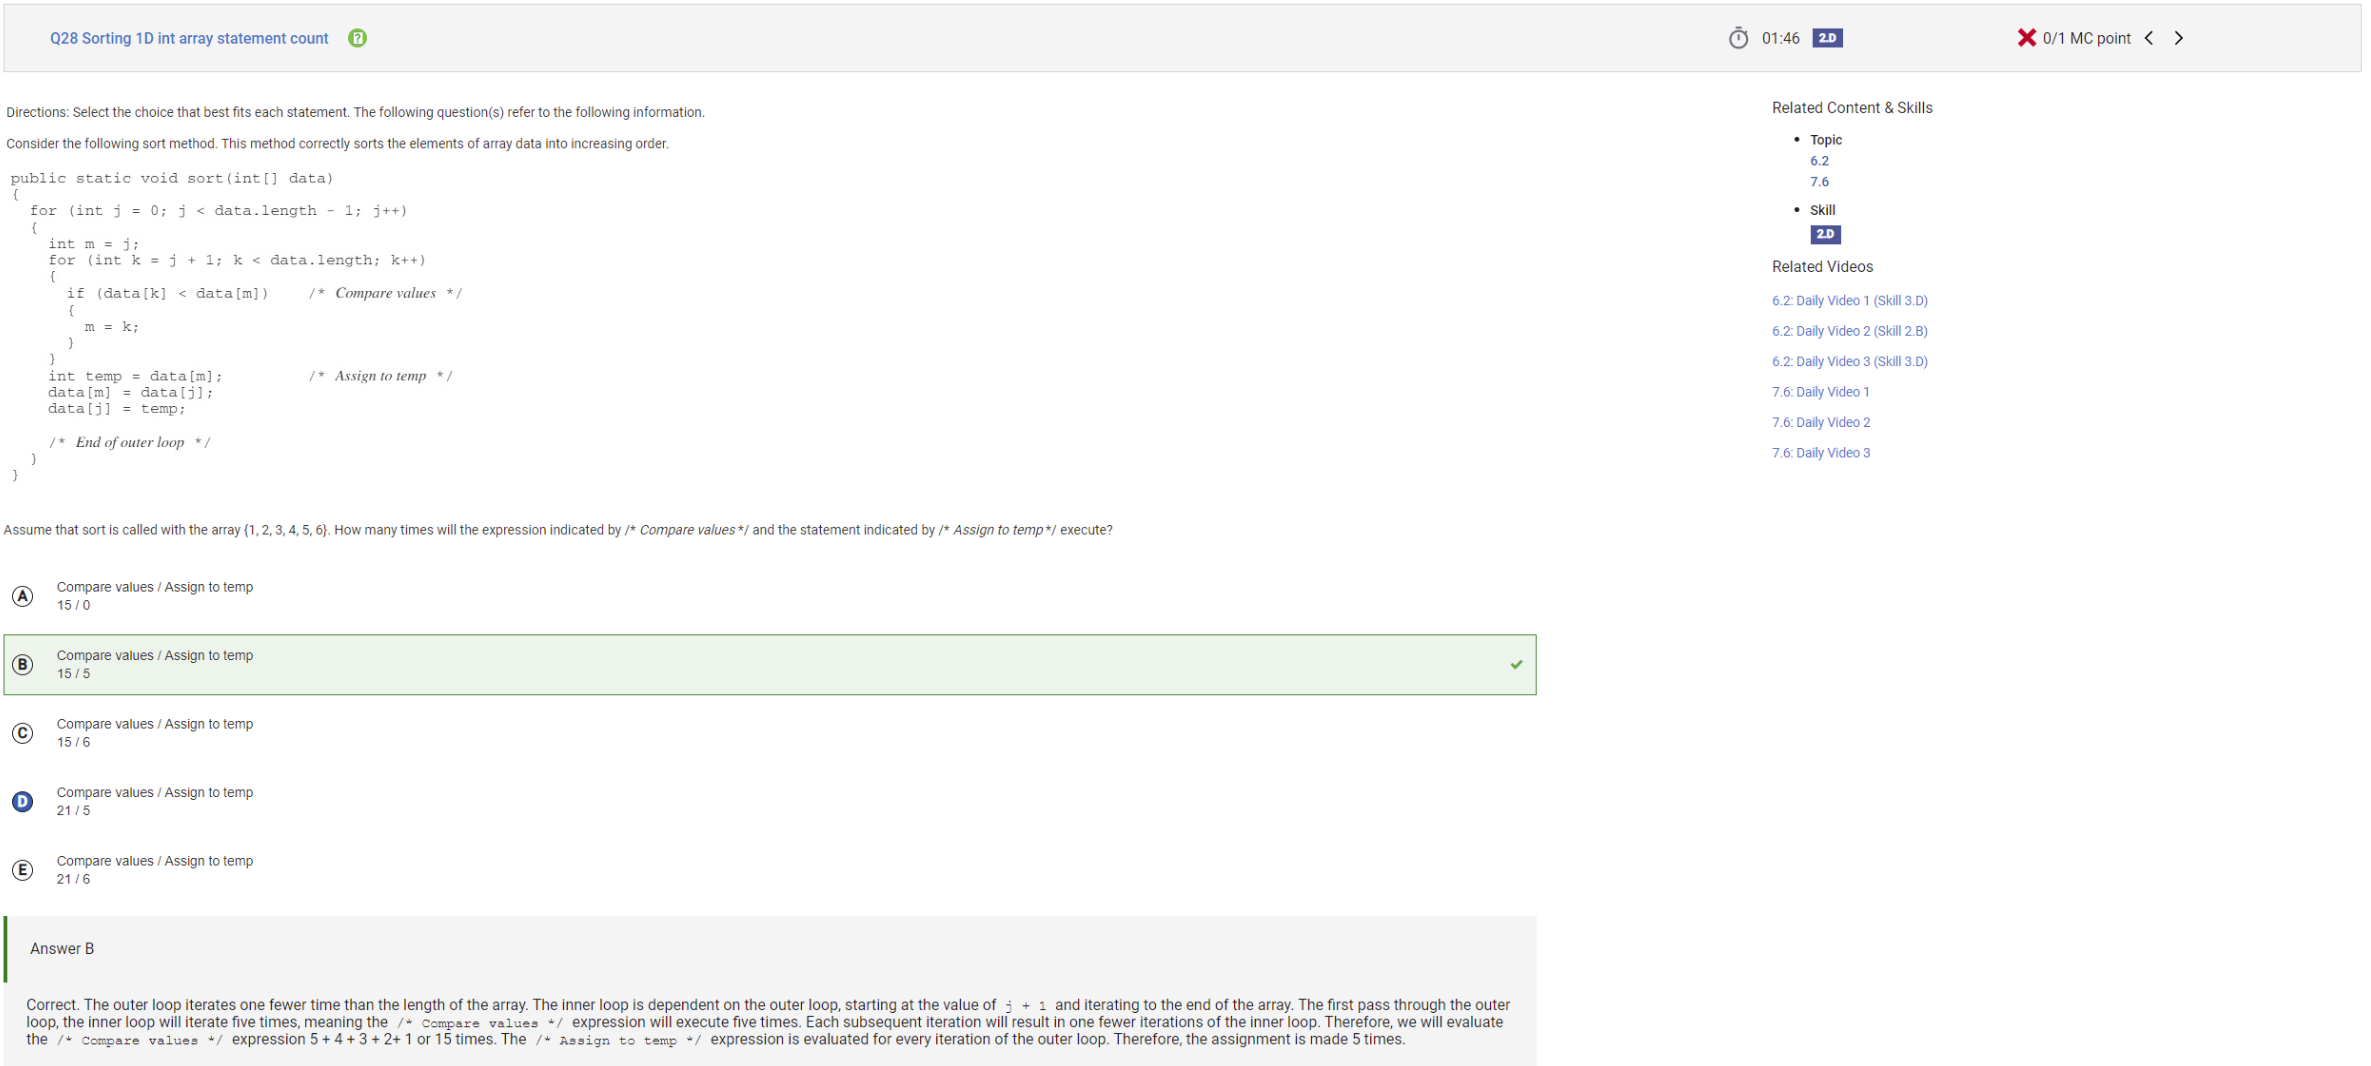 Q28 Sorting 1D int array statement count ?
01:46 2.D
0/1 MC point
Directions: Select the choice that best fits each statement. The following question(s) refer to the following information.
Consider the following sort method. This method correctly sorts the elements of array data into increasing order.
public static void sort(int[] data)
{
for (int j = 0; j < data.length - 1; j++)
{
int m = j;
for (int k = j + 1; k < data.length; k++)
{
if (data[k] < data[m]) /* Compare values */
{
m = k;
}
}
int temp = data[m]; /* Assign to temp */
data[m] = data[j];
data[j] = temp;
/* End of outer loop */
}
}
Assume that sort is called with the array {1, 2, 3, 4, 5, 6}. How many times will the expression indicated by /* Compare values */ and the statement indicated by /* Assign to temp */ execute?
A Compare values / Assign to temp
15 / 0
B Compare values / Assign to temp
15 / 5
C Compare values / Assign to temp
15 / 6
D Compare values / Assign to temp
21 / 5
E Compare values / Assign to temp
21 / 6
Answer B
Correct. The outer loop iterates one fewer time than the length of the array. The inner loop is dependent on the outer loop, starting at the value of j + 1 and iterating to the end of the array. The first pass through the outer
loop, the inner loop will iterate five times, meaning the /* Compare values */ expression will execute five times. Each subsequent iteration will result in one fewer iterations of the inner loop. Therefore, we will evaluate
the /* Compare values */ expression 5 + 4 + 3 + 2+ 1 or 15 times. The /* Assign to temp */ expression is evaluated for every iteration of the outer loop. Therefore, the assignment is made 5 times.
Related Content & Skills
• Topic
6.2
7.6
• Skill
2.D
Related Videos
6.2: Daily Video 1 (Skill 3.D)
6.2: Daily Video 2 (Skill 2.B)
6.2: Daily Video 3 (Skill 3.D)
7.6: Daily Video 1
7.6: Daily Video 2
7.6: Daily Video 3